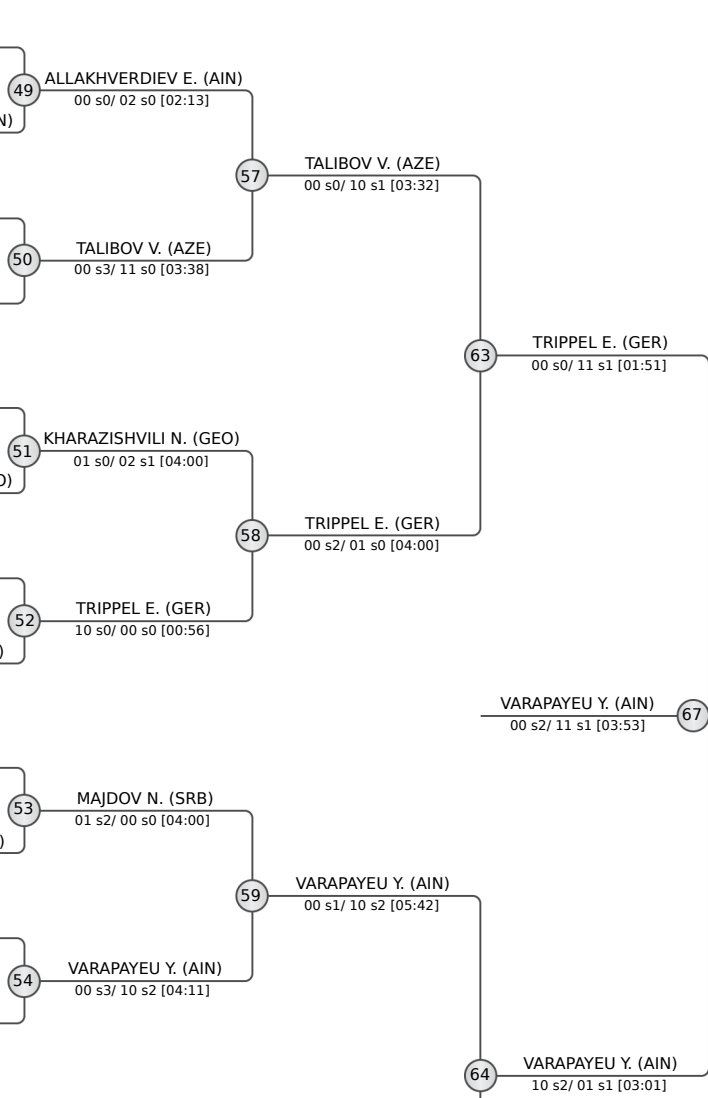 49
ALLAKHVERDIEV E. (AIN)
00 s0/ 02 s0 [02:13]
N)
57
TALIBOV V. (AZE)
00 s0/ 10 s1 [03:32]
50
TALIBOV V. (AZE)
00 s3/ 11 s0 [03:38]
63
TRIPPEL E. (GER)
00 s0/ 11 s1 [01:51]
51
KHARAZISHVILI N. (GEO)
01 s0/ 02 s1 [04:00]
)
58
TRIPPEL E. (GER)
00 s2/ 01 s0 [04:00]
52
TRIPPEL E. (GER)
10 s0/ 00 s0 [00:56]
)
VARAPAYEU Y. (AIN)
00 s2/ 11 s1 [03:53]
67
53
MAJDOV N. (SRB)
01 s2/ 00 s0 [04:00]
)
59
VARAPAYEU Y. (AIN)
00 s1/ 10 s2 [05:42]
54
VARAPAYEU Y. (AIN)
00 s3/ 10 s2 [04:11]
64
VARAPAYEU Y. (AIN)
10 s2/ 01 s1 [03:01]